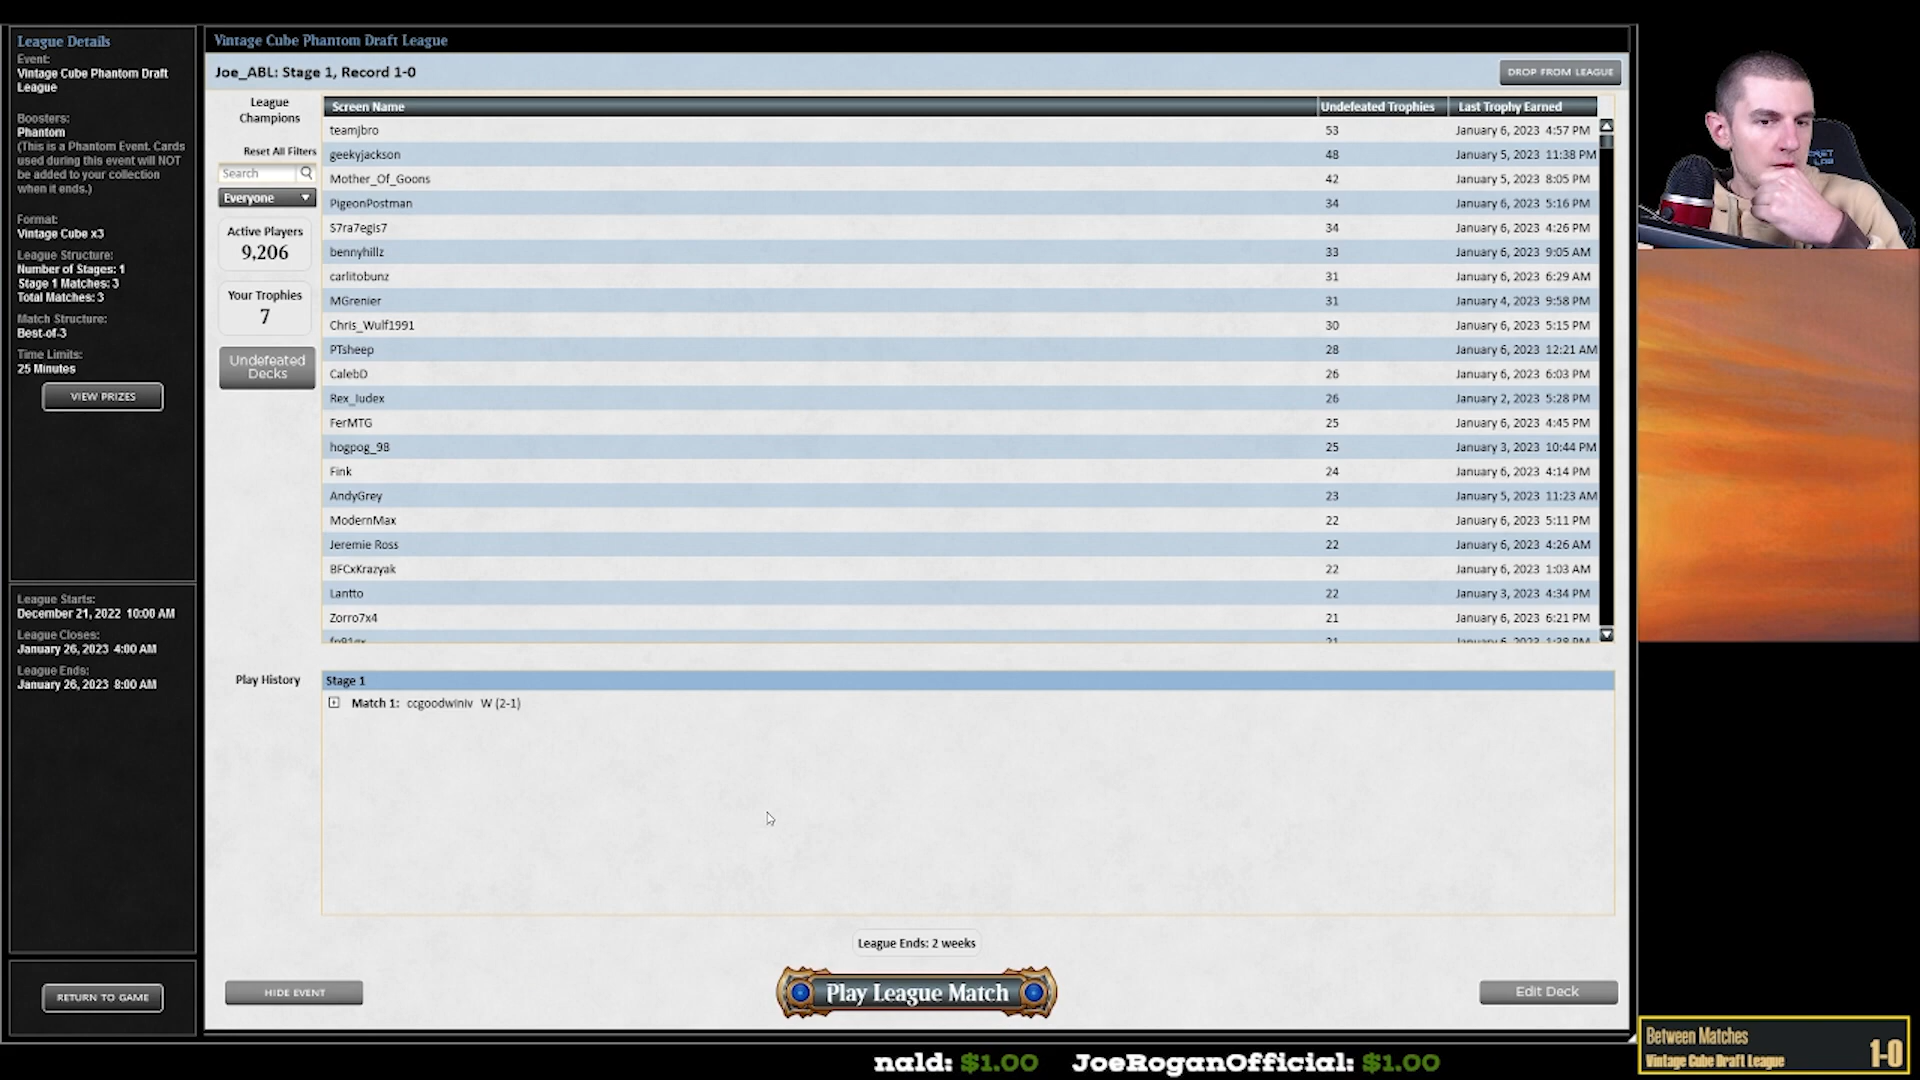 League Details
Event:
Vintage Cube Phantom Draft
League
Boosters:
Phantom
(This is a Phantom Event. Cards
used during this event will NOT
be added to your collection
when it ends.)
Format:
Vintage Cube x3
League Structure:
Number of Stages: 1
Stage 1 Matches: 3
Total Matches: 3
Match Structure:
Best-of-3
Time Limits:
25 Minutes
VIEW PRIZES
League Starts:
December 21, 2022 10:00 AM
League Closes:
January 26, 2023 4:00 AM
League Ends:
January 26, 2023 8:00 AM
RETURN TO GAME
Vintage Cube Phantom Draft League
Joe_ABL: Stage 1, Record 1-0
DROP FROM LEAGUE
League
Champions
Reset All Filters
Search
Everyone
Active Players
9,206
Your Trophies
7
Undefeated
Decks
Screen Name Undefeated Trophies Last Trophy Earned
teamjbro 53 January 6, 2023 4:57 PM
geekyjackson 48 January 5, 2023 11:38 PM
Mother_Of_Goons 42 January 5, 2023 8:05 PM
PigeonPostman 34 January 6, 2023 5:16 PM
S7ra7egis7 34 January 6, 2023 4:26 PM
bennyhillz 33 January 6, 2023 9:05 AM
carlitobunz 31 January 6, 2023 6:29 AM
MGrenier 31 January 4, 2023 9:58 PM
Chris_Wulf1991 30 January 6, 2023 5:15 PM
PTsheep 28 January 6, 2023 12:21 AM
CalebD 26 January 6, 2023 6:03 PM
Rex_Iudex 26 January 2, 2023 5:28 PM
FerMTG 25 January 6, 2023 4:45 PM
hogpog_98 25 January 3, 2023 10:44 PM
Fink 24 January 6, 2023 4:14 PM
AndyGrey 23 January 5, 2023 11:23 AM
ModernMax 22 January 6, 2023 5:11 PM
Jeremie Ross 22 January 6, 2023 4:26 AM
BFCxKrazyak 22 January 6, 2023 1:03 AM
Lantto 22 January 3, 2023 4:34 PM
Zorro7x4 21 January 6, 2023 6:21 PM
21 January 6, 2023
Play History
Stage 1
Match 1: ccgoodwiniv W (2-1)
League Ends: 2 weeks
HIDE EVENT
Play League Match
Edit Deck
Between Matches
Vintage Cube Draft League
1-0
nald: $1.00 JoeRoganOfficial: $1.00